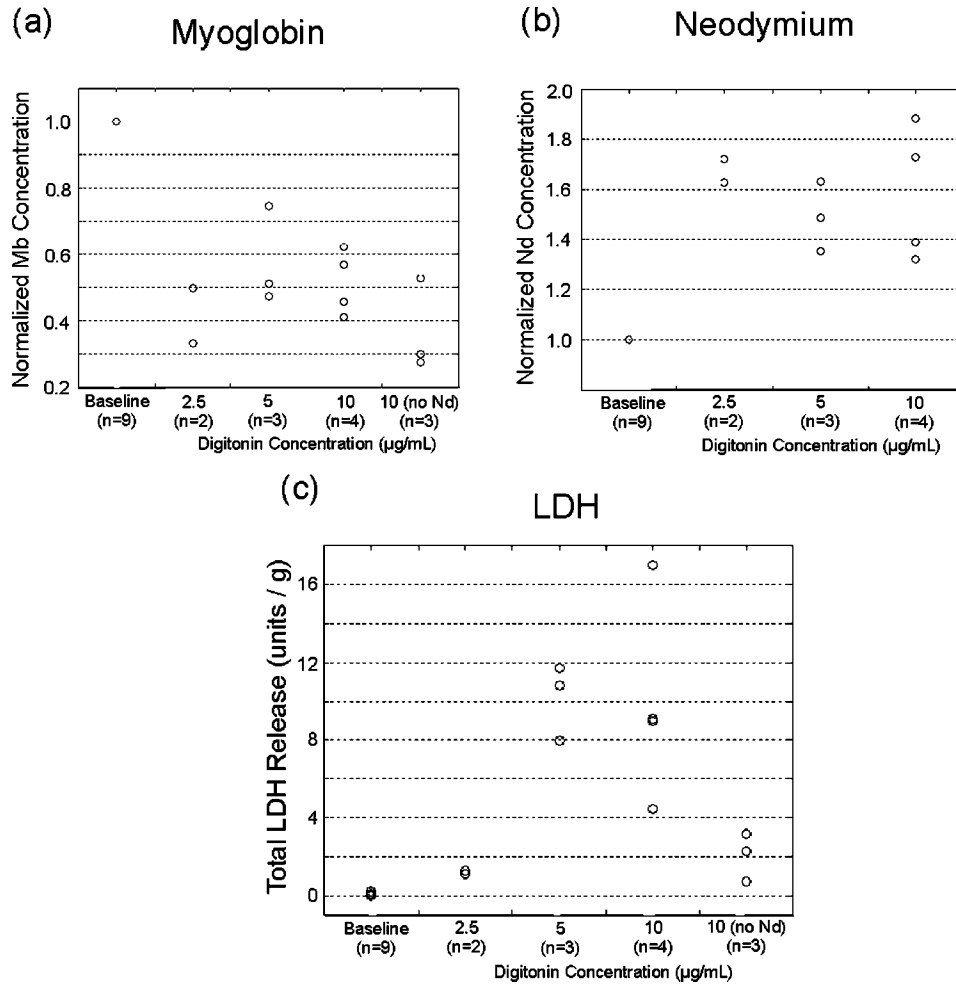 (a)
Myoglobin
Normalized Mb Concentration
1.0
0.8
0.6
0.4
0.2
Baseline 2.5 5 10 10 (no Nd)
(n=9) (n=2) (n=3) (n=4) (n=3)
Digitonin Concentration (µg/mL)
(b)
Neodymium
Normalized Nd Concentration
2.0
1.8
1.6
1.4
1.2
1.0
Baseline 2.5 5 10
(n=9) (n=2) (n=3) (n=4)
Digitonin Concentration (µg/mL)
(c)
LDH
Total LDH Release (units / g)
16
12
8
4
0
Baseline 2.5 5 10 10 (no Nd)
(n=9) (n=2) (n=3) (n=4) (n=3)
Digitonin Concentration (µg/mL)